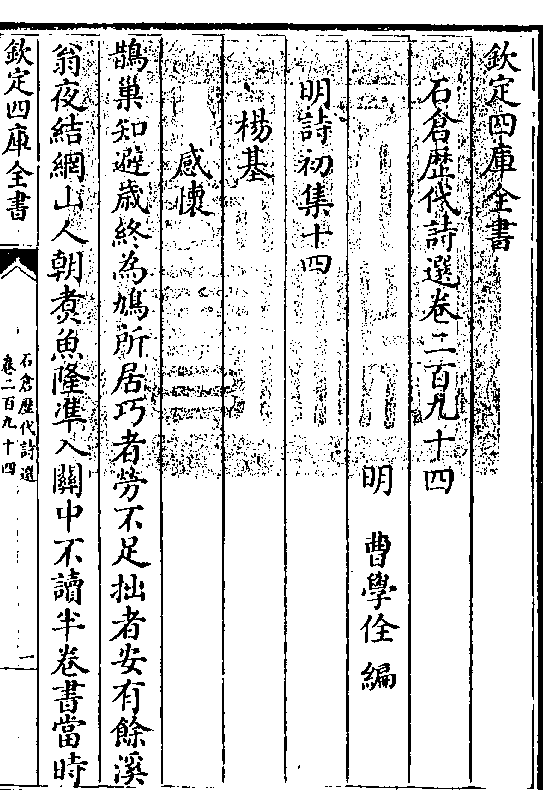 欽定四庫全書
石倉歴代詩選卷二百九十四
明 曹學佺 編
明詩初集十四
楊基
感懷
鵲巢知避歲終為鳩所居巧者勞不足拙者安有餘溪
翁夜結網山人朝煑魚隆準入關中不讀半卷書當時
欽定四庫全書
石倉歴代詩選
卷二百九十四
一